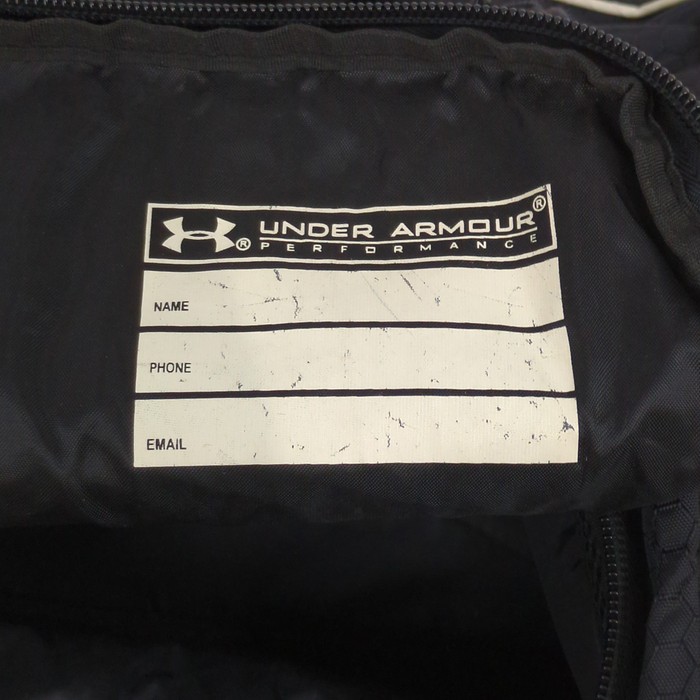 UNDER ARMOUR®
® PERFORMANCE
NAME
PHONE
EMAIL